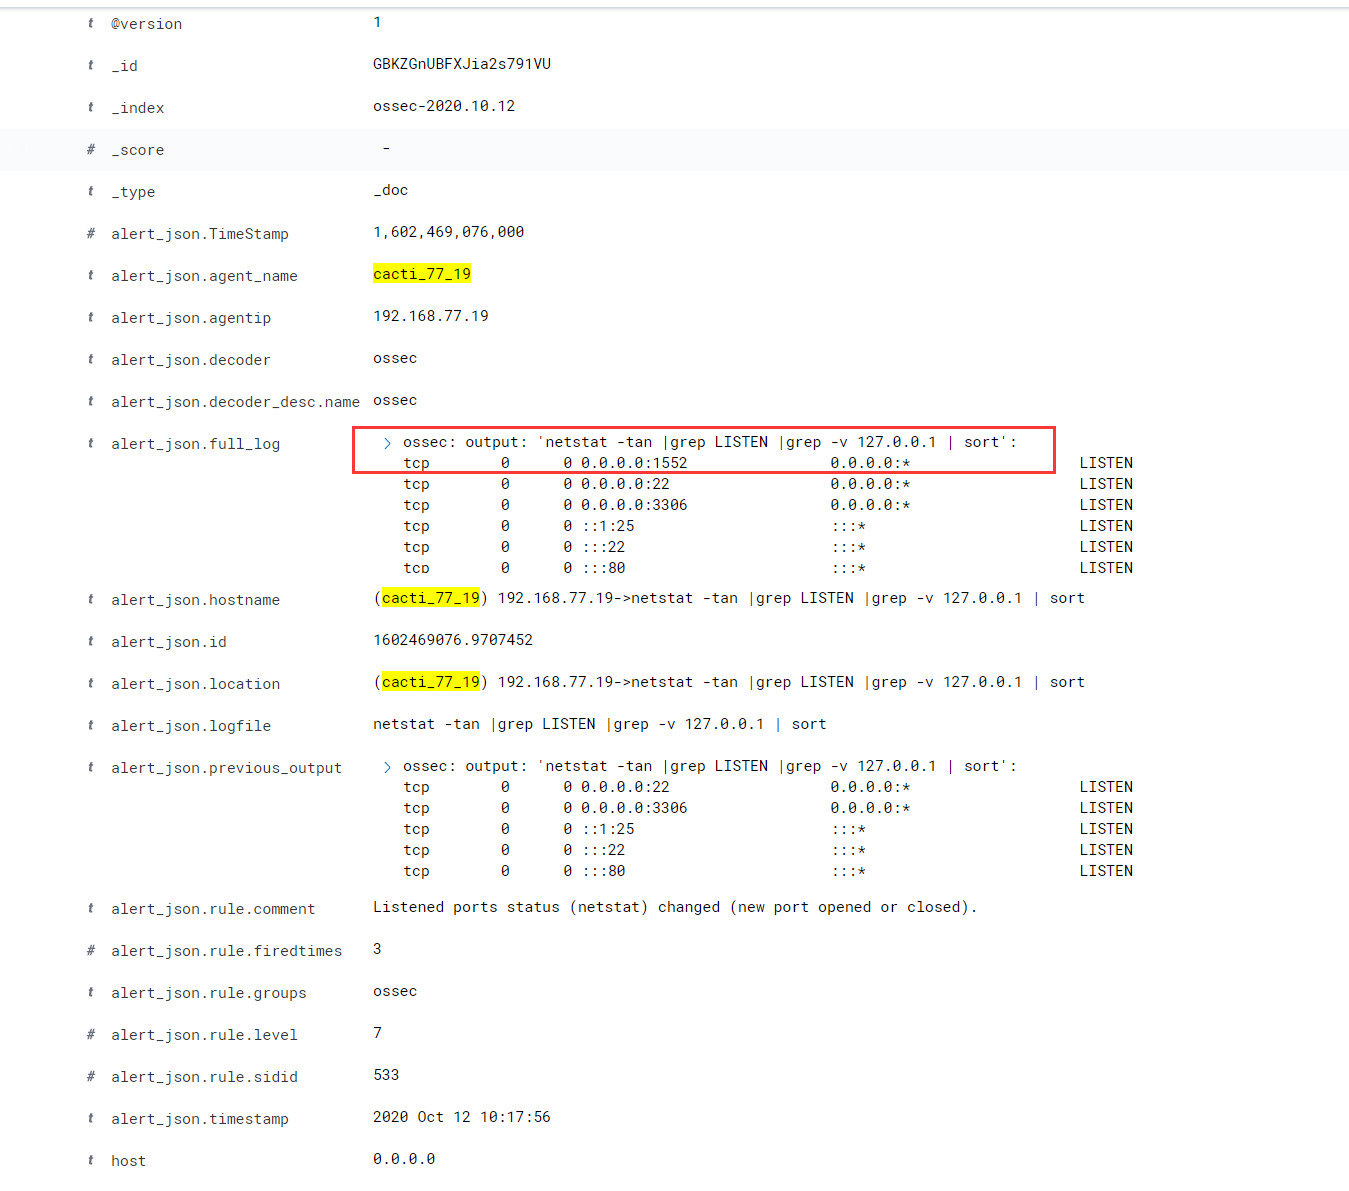 t @version 1
t _id GBKZGnUBFXJia2s791VU
t _index ossec-2020.10.12
# _score -
t _type _doc
# alert_json.TimeStamp 1,602,469,076,000
t alert_json.agent_name cacti_77_19
t alert_json.agentip 192.168.77.19
t alert_json.decoder ossec
t alert_json.decoder_desc.name ossec
t alert_json.full_log > ossec: output: 'netstat -tan |grep LISTEN |grep -v 127.0.0.1 | sort':
tcp 0 0 0.0.0.0:1552 0.0.0.0:* LISTEN
tcp 0 0 0.0.0.0:22 0.0.0.0:* LISTEN
tcp 0 0 0.0.0.0:3306 0.0.0.0:* LISTEN
tcp 0 0 ::1:25 :::* LISTEN
tcp 0 0 :::22 :::* LISTEN
tcp 0 0 :::80 :::* LISTEN
t alert_json.hostname (cacti_77_19) 192.168.77.19->netstat -tan |grep LISTEN |grep -v 127.0.0.1 | sort
t alert_json.id 1602469076.9707452
t alert_json.location (cacti_77_19) 192.168.77.19->netstat -tan |grep LISTEN |grep -v 127.0.0.1 | sort
t alert_json.logfile netstat -tan |grep LISTEN |grep -v 127.0.0.1 | sort
t alert_json.previous_output > ossec: output: 'netstat -tan |grep LISTEN |grep -v 127.0.0.1 | sort':
tcp 0 0 0.0.0.0:22 0.0.0.0:* LISTEN
tcp 0 0 0.0.0.0:3306 0.0.0.0:* LISTEN
tcp 0 0 ::1:25 :::* LISTEN
tcp 0 0 :::22 :::* LISTEN
tcp 0 0 :::80 :::* LISTEN
t alert_json.rule.comment Listened ports status (netstat) changed (new port opened or closed).
# alert_json.rule.firedtimes 3
t alert_json.rule.groups ossec
# alert_json.rule.level 7
# alert_json.rule.sidid 533
t alert_json.timestamp 2020 Oct 12 10:17:56
t host 0.0.0.0